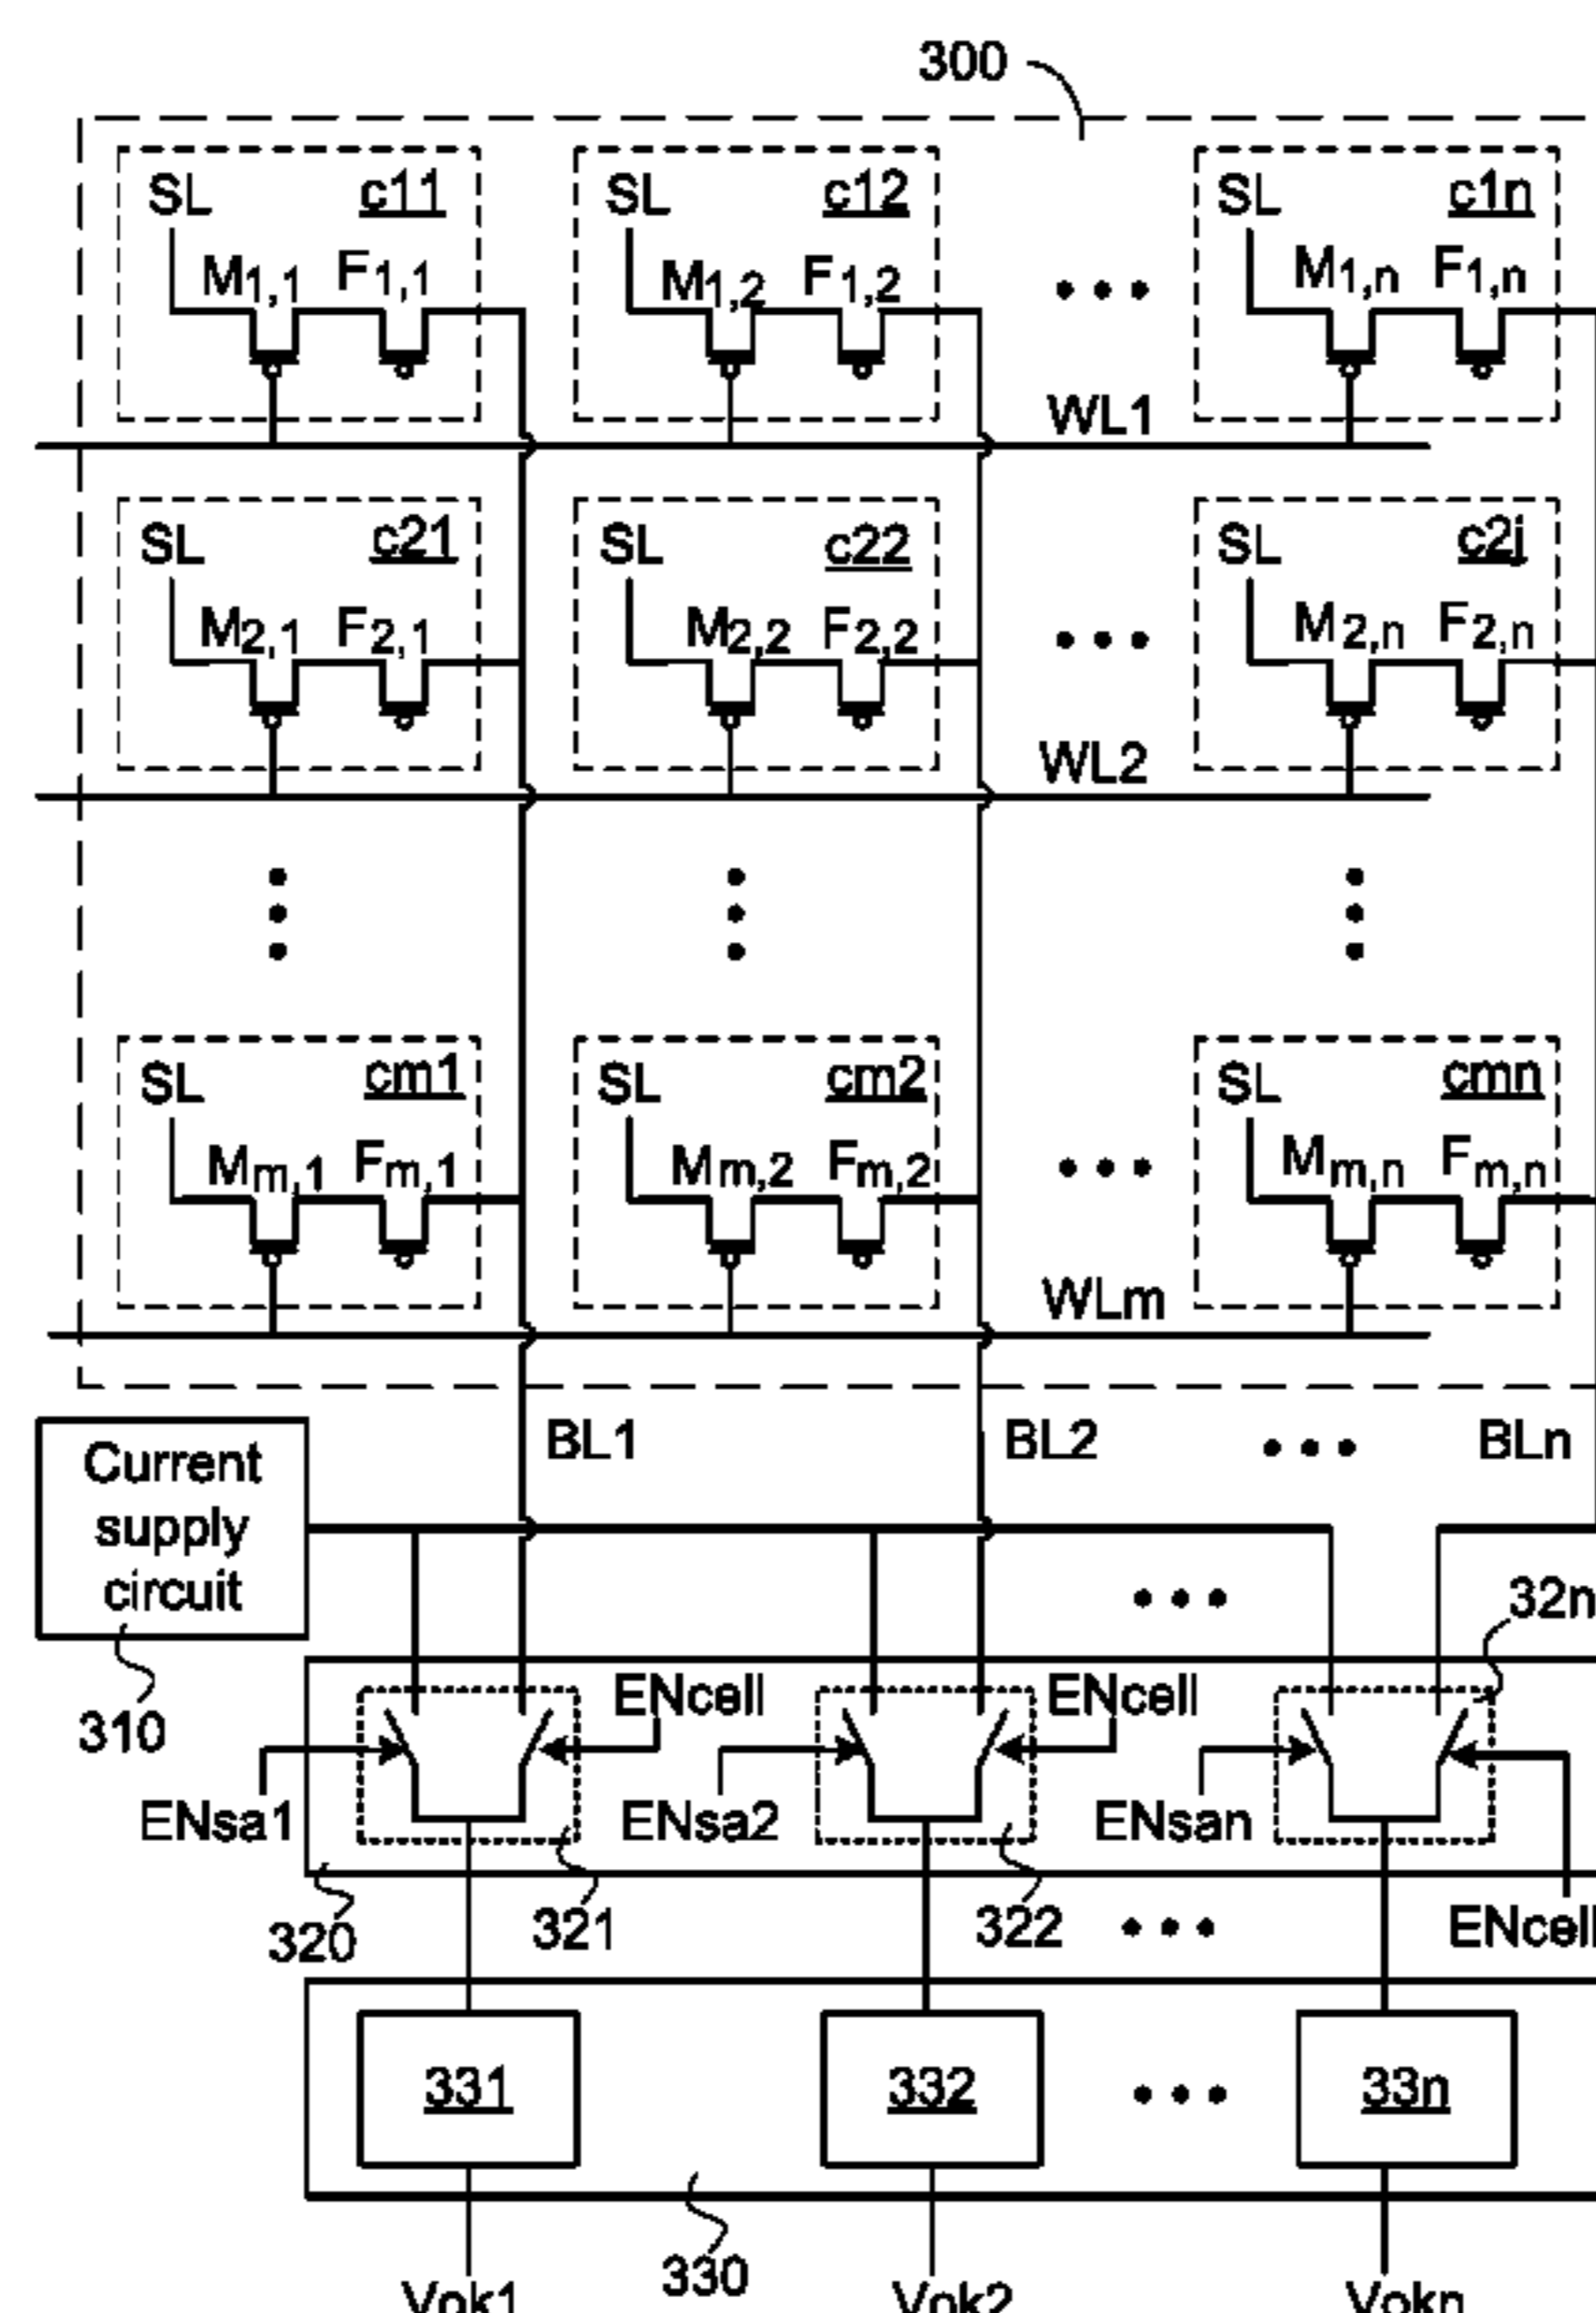 300
SL c11 SL c12 SL c1n
M1,1 F1,1 M1,2 F1,2 M1,n F1,n
WL1
SL c21 SL c22 SL c2j
M2,1 F2,1 M2,2 F2,2 M2,n F2,n
WL2
SL cm1 SL cm2 SL cmn
Mm,1 Fm,1 Mm,2 Fm,2 Mm,n Fm,n
WLm
BL1 BL2 BLn
Current
supply
circuit
32n
310
ENcell ENcell
ENsa1 ENsa2 ENsan
320 321 322 ENcell
331 332 33n
330
Vok1 Vok2 Vokn